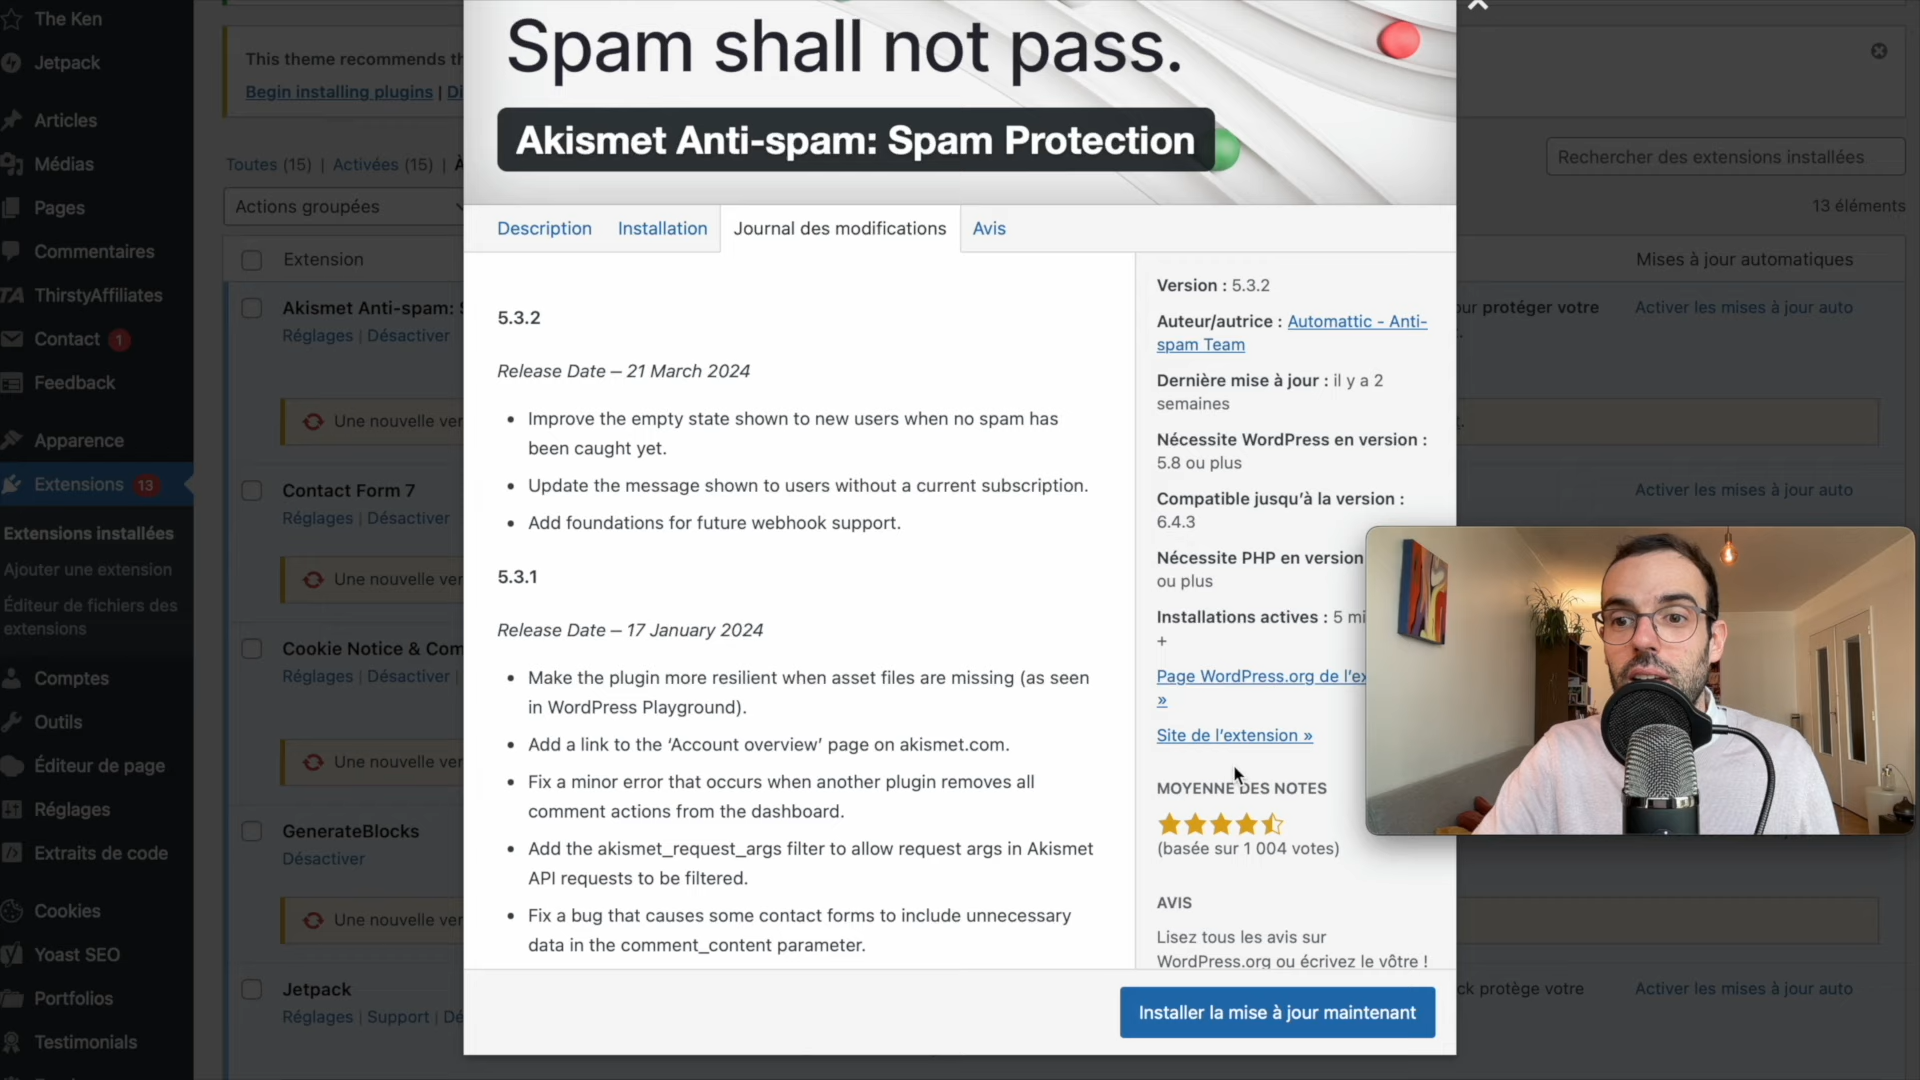 The Ken
Jetpack
Articles
Médias
Pages
Commentaires
ThirstyAffiliates
Contact 1
Feedback
Apparence
Extensions 13
Extensions installées
Ajouter une extension
Éditeur de fichiers des
extensions
Comptes
Outils
Éditeur de page
Réglages
Extraits de code
Cookies
Yoast SEO
Portfolios
Testimonials
This theme recommends th
Begin installing plugins | Di
Toutes (15) | Activées (15) | À
Actions groupées
Rechercher des extensions installées
13 éléments
Extension
Mises à jour automatiques
Akismet Anti-spam: S
Réglages | Désactiver
our protéger votre
Activer les mises à jour auto
Une nouvelle ver
Contact Form 7
Réglages | Désactiver
Activer les mises à jour auto
Une nouvelle ver
Cookie Notice & Com
Réglages | Désactiver |
Une nouvelle ver
GenerateBlocks
Désactiver
Une nouvelle ver
Jetpack
Réglages | Support | Dé
ck protège votre
Activer les mises à jour auto
Spam shall not pass.
Akismet Anti-spam: Spam Protection
Description
Installation
Journal des modifications
Avis
5.3.2
Release Date – 21 March 2024
• Improve the empty state shown to new users when no spam has
been caught yet.
• Update the message shown to users without a current subscription.
• Add foundations for future webhook support.
5.3.1
Release Date – 17 January 2024
• Make the plugin more resilient when asset files are missing (as seen
in WordPress Playground).
• Add a link to the ‘Account overview’ page on akismet.com.
• Fix a minor error that occurs when another plugin removes all
comment actions from the dashboard.
• Add the akismet_request_args filter to allow request args in Akismet
API requests to be filtered.
• Fix a bug that causes some contact forms to include unnecessary
data in the comment_content parameter.
Version : 5.3.2
Auteur/autrice : Automattic - Anti-
spam Team
Dernière mise à jour : il y a 2
semaines
Nécessite WordPress en version :
5.8 ou plus
Compatible jusqu’à la version :
6.4.3
Nécessite PHP en version
ou plus
Installations actives : 5 mi
+
Page WordPress.org de l’ex
»
Site de l’extension »
MOYENNE DES NOTES
(basée sur 1 004 votes)
AVIS
Lisez tous les avis sur
WordPress.org ou écrivez le vôtre !
Installer la mise à jour maintenant